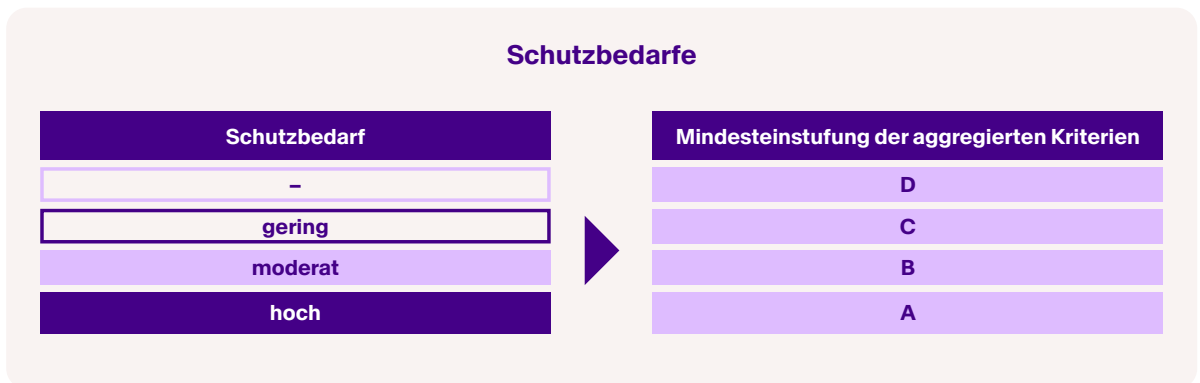 Schutzbedarfe
Schutzbedarf
Mindesteinstufung der aggregierten Kriterien
–
D
gering
C
moderat
B
hoch
A